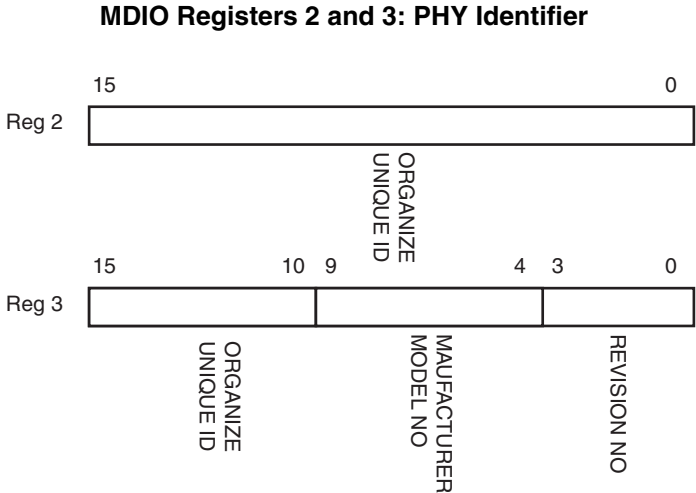 MDIO Registers 2 and 3: PHY Identifier
15 0
Reg 2
ORGANIZE
UNIQUE ID
15 10 9 4 3 0
Reg 3
ORGANIZE
UNIQUE ID
MAUFACTURER
MODEL NO
REVISION NO